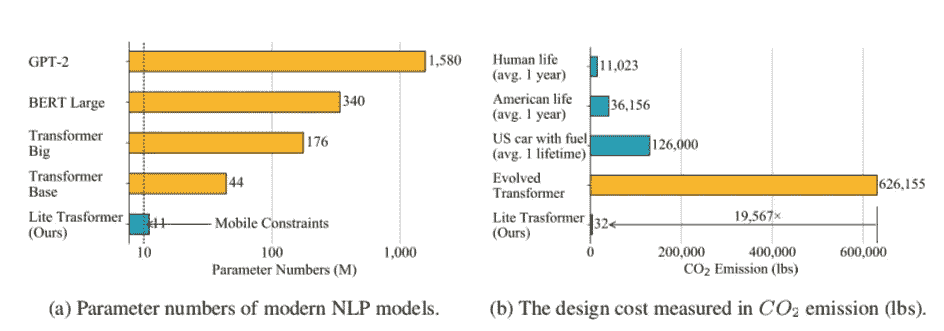 GPT-2
1,580
BERT Large
340
Transformer
Big
176
Transformer
Base
44
Lite Trasformer
(Ours)
11
Mobile Constraints
10
100
1,000
Parameter Numbers (M)
(a) Parameter numbers of modern NLP models.
Human life
(avg. 1 year)
11,023
American life
(avg. 1 year)
36,156
US car with fuel
(avg. 1 lifetime)
126,000
Evolved
Transformer
626,155
Lite Trasformer
(Ours)
32
19,567×
0
200,000
400,000
600,000
CO2 Emission (lbs)
(b) The design cost measured in CO2 emission (lbs).